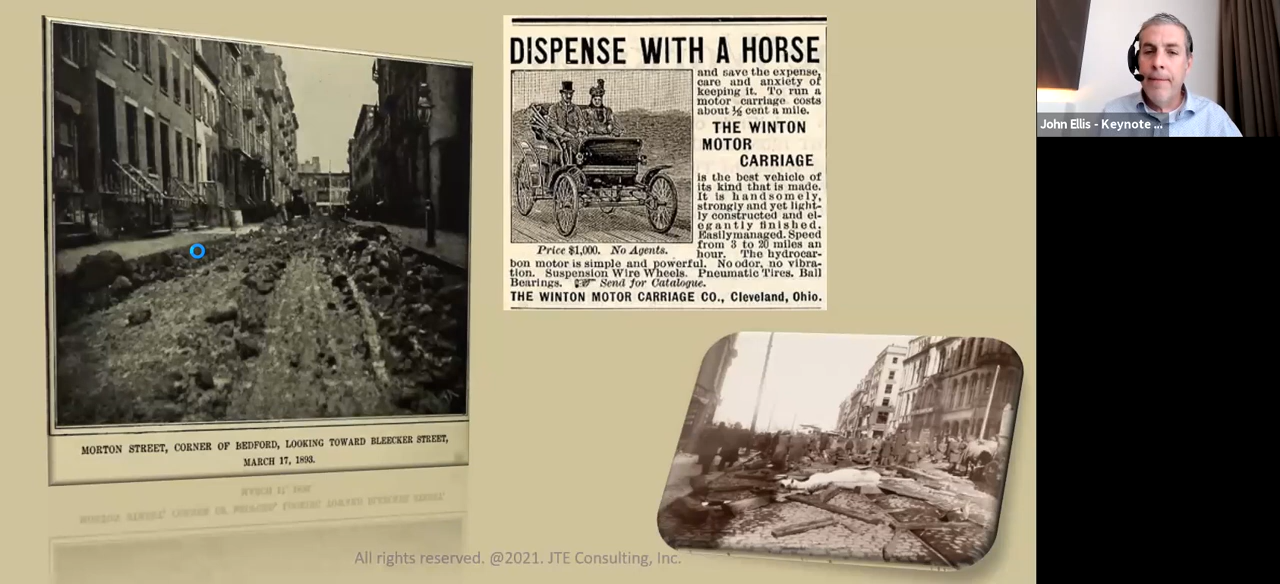 MORTON STREET, CORNER OF BEDFORD, LOOKING TOWARD BLEECKER STREET,
MARCH 17, 1893.
DISPENSE WITH A HORSE
and save the expense,
care and anxiety of
keeping it. To run a
motor carriage costs
about ½ cent a mile.
THE WINTON
MOTOR
CARRIAGE
is the best vehicle of
its kind that is made.
It is handsomely,
strongly and yet light-
ly constructed and el-
egantly finished.
Easily managed. Speed
from 3 to 20 miles an
hour. The hydrocar-
Price $1,000. No Agents.
bon motor is simple and powerful. No odor, no vibra-
tion. Suspension Wire Wheels. Pneumatic Tires. Ball
Bearings. Send for Catalogue.
THE WINTON MOTOR CARRIAGE CO., Cleveland, Ohio.
All rights reserved. @2021. JTE Consulting, Inc.
John Ellis - Keynote ...